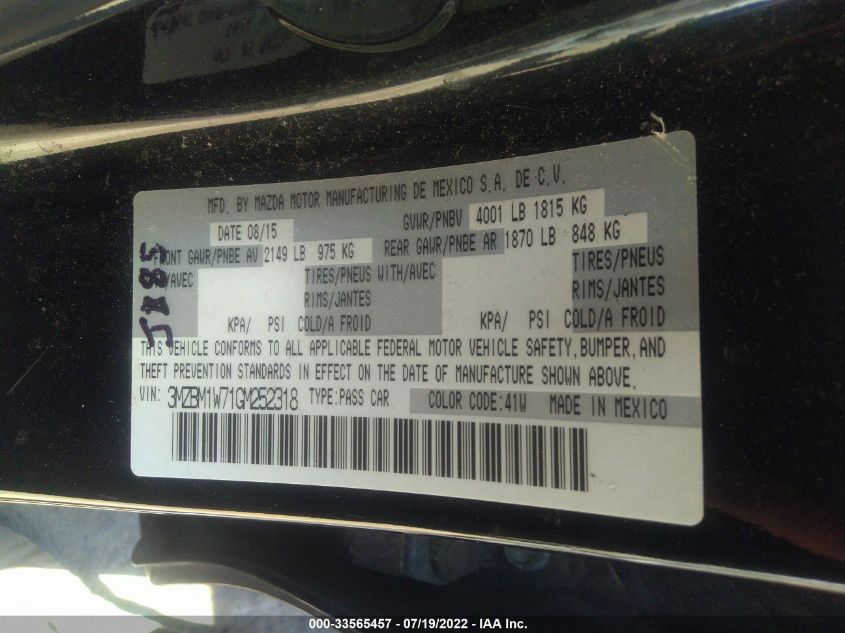 MFD. BY MAZDA MOTOR MANUFACTURING DE MEXICO S.A. DE C.V.
DATE 08/15 GVWR/PNBV 4001 LB 1815 KG
FRONT GAWR/PNBE AV 2149 LB 975 KG REAR GAWR/PNBE AR 1870 LB 848 KG
/AVEC TIRES/PNEUS WITH/AVEC TIRES/PNEUS
RIMS/JANTES RIMS/JANTES
KPA/ PSI COLD/A FROID KPA/ PSI COLD/A FROID
5885
THIS VEHICLE CONFORMS TO ALL APPLICABLE FEDERAL MOTOR VEHICLE SAFETY, BUMPER, AND
THEFT PREVENTION STANDARDS IN EFFECT ON THE DATE OF MANUFACTURE SHOWN ABOVE.
VIN: 3MZBM1W71GM252318 TYPE:PASS CAR COLOR CODE:41W MADE IN MEXICO
000-33565457 - 07/19/2022 - IAA Inc.